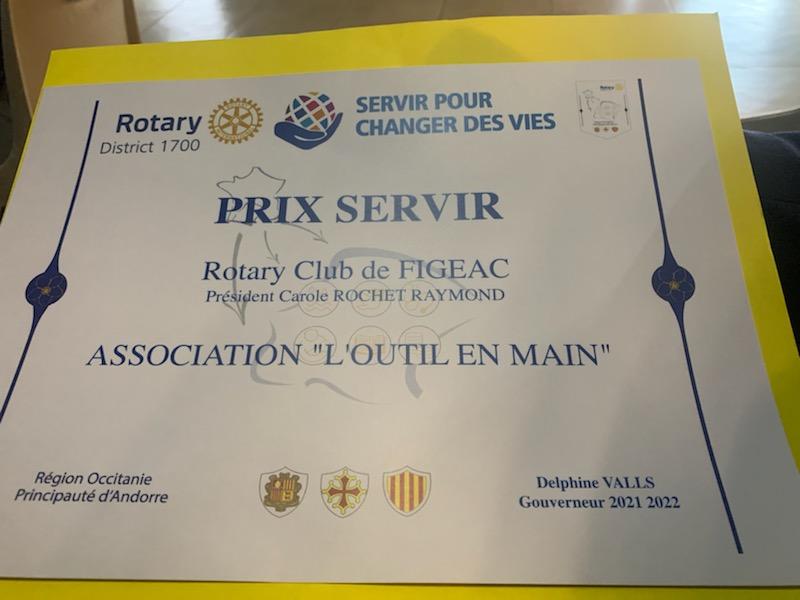 Rotary
District 1700
SERVIR POUR
CHANGER DES VIES
Rotary
PRIX SERVIR
Rotary Club de FIGEAC
Président Carole ROCHET RAYMOND
ASSOCIATION "L'OUTIL EN MAIN"
Région Occitanie
Principauté d'Andorre
Delphine VALLS
Gouverneur 2021 2022